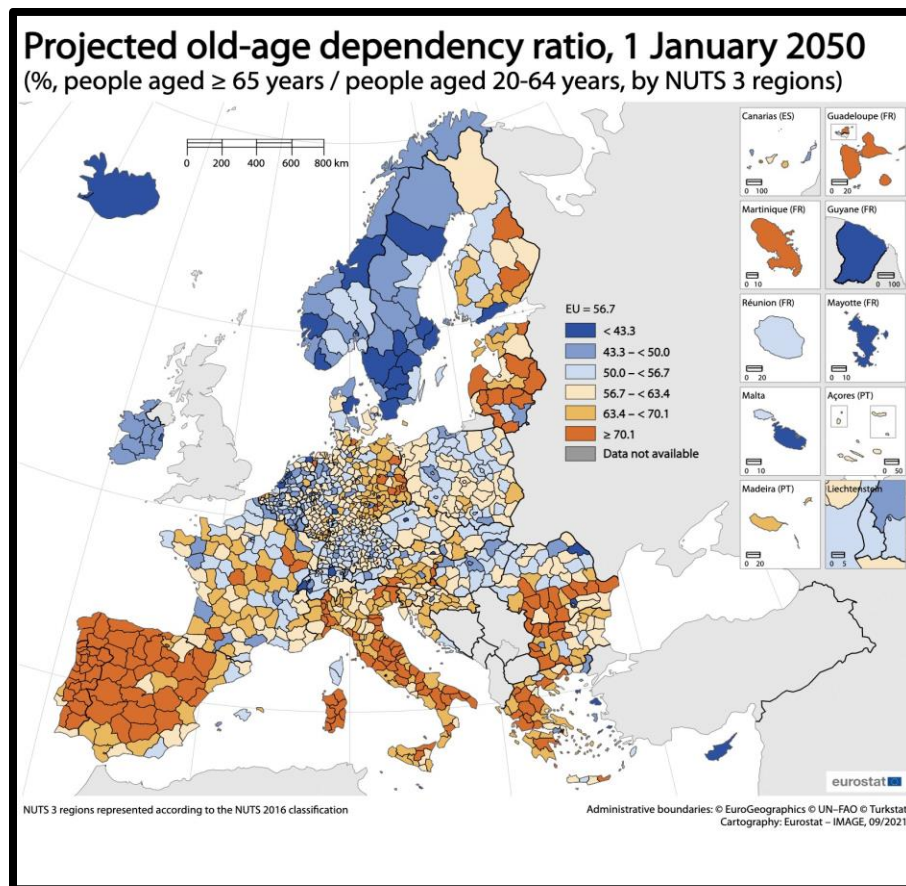 Projected old-age dependency ratio, 1 January 2050
(%, people aged ≥ 65 years / people aged 20-64 years, by NUTS 3 regions)
0 200 400 600 800 km
EU = 56.7
< 43.3
43.3 – < 50.0
50.0 – < 56.7
56.7 – < 63.4
63.4 – < 70.1
≥ 70.1
Data not available
Canarias (ES)
0 100
Guadeloupe (FR)
0 20
Martinique (FR)
0 10
Guyane (FR)
0 100
Réunion (FR)
0 20
Mayotte (FR)
0 10
Malta
0 10
Açores (PT)
0 50
Madeira (PT)
0 20
Liechtenstein
0 5
eurostat
NUTS 3 regions represented according to the NUTS 2016 classification
Administrative boundaries: © EuroGeographics © UN–FAO © Turkstat
Cartography: Eurostat – IMAGE, 09/2021